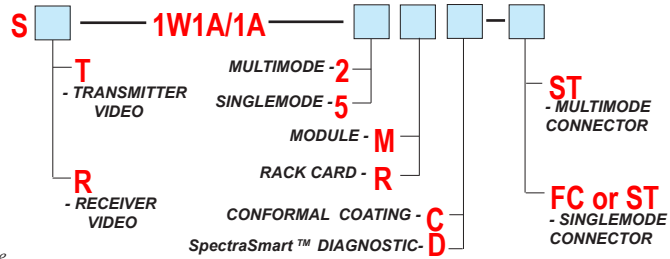 S — 1W1A/1A —
T
- TRANSMITTER
VIDEO
R
- RECEIVER
VIDEO
MULTIMODE - 2
SINGLEMODE - 5
MODULE - M
RACK CARD - R
CONFORMAL COATING - C
SpectraSmart ™ DIAGNOSTIC- D
ST
- MULTIMODE
CONNECTOR
FC or ST
- SINGLEMODE
CONNECTOR